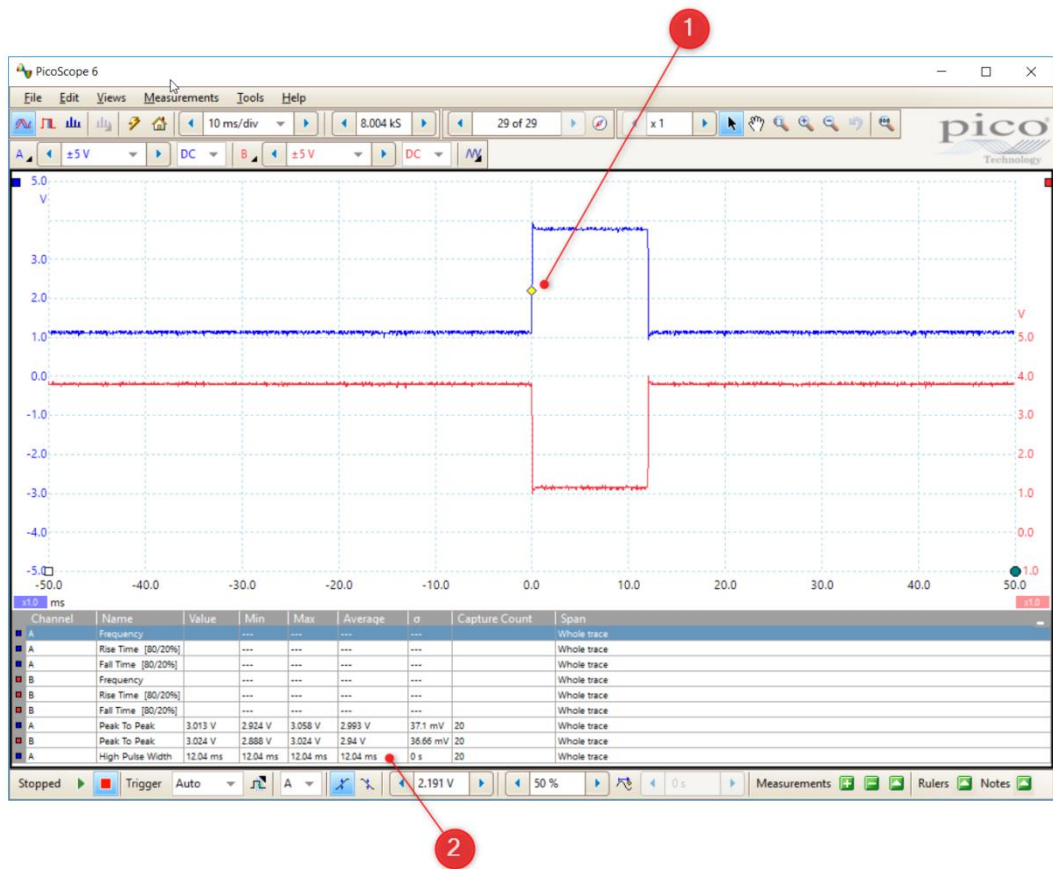 1
PicoScope 6
File Edit Views Measurements Tools Help
10 ms/div 8.004 kS 29 of 29 x 1
pico
Technology
A ±5 V DC B ±5 V DC
5.0
V
3.0
2.0
1.0
0.0
-1.0
-2.0
-3.0
-4.0
-5.0
V
5.0
4.0
3.0
2.0
1.0
0.0
-50.0 -40.0 -30.0 -20.0 -10.0 0.0 10.0 20.0 30.0 40.0 50.0
x1.0 ms x1.0
Channel Name Value Min Max Average σ Capture Count Span
A Frequency --- --- --- --- Whole trace
A Rise Time [80/20%] --- --- --- --- Whole trace
A Fall Time [80/20%] --- --- --- --- Whole trace
B Frequency --- --- --- --- Whole trace
B Rise Time [80/20%] --- --- --- --- Whole trace
B Fall Time [80/20%] --- --- --- --- Whole trace
A Peak To Peak 3.013 V 2.924 V 3.058 V 2.993 V 37.1 mV 20 Whole trace
B Peak To Peak 3.024 V 2.888 V 3.024 V 2.94 V 36.66 mV 20 Whole trace
A High Pulse Width 12.04 ms 12.04 ms 12.04 ms 12.04 ms 0 s 20 Whole trace
Stopped Trigger Auto A 2.191 V 50 % 0 s Measurements Rulers Notes
2